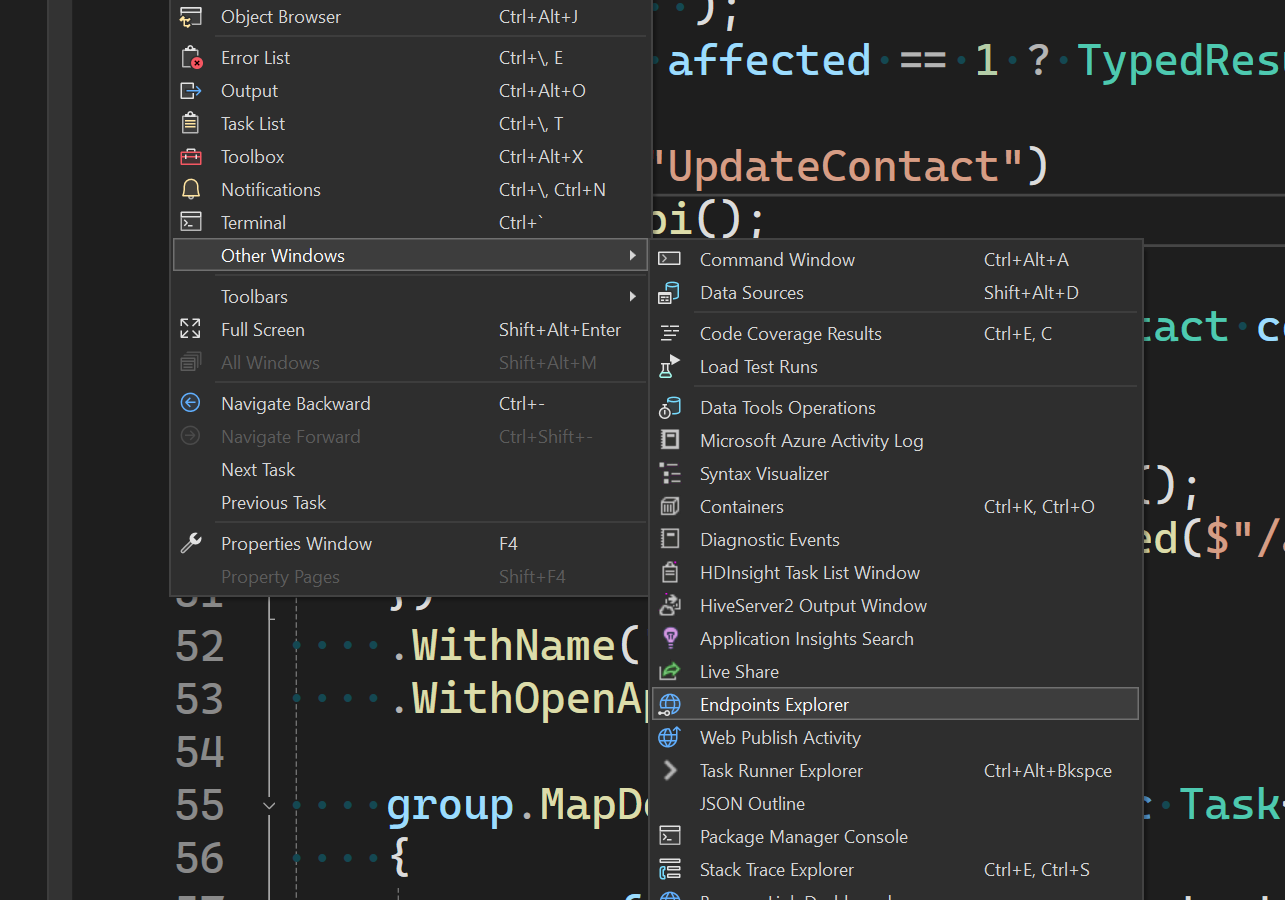 Object Browser Ctrl+Alt+J
Error List Ctrl+\, E
Output Ctrl+Alt+O
Task List Ctrl+\, T
Toolbox Ctrl+Alt+X
Notifications Ctrl+\, Ctrl+N
Terminal Ctrl+`
Other Windows
Toolbars
Full Screen Shift+Alt+Enter
All Windows Shift+Alt+M
Navigate Backward Ctrl+-
Navigate Forward Ctrl+Shift+-
Next Task
Previous Task
Properties Window F4
Property Pages Shift+F4
Command Window Ctrl+Alt+A
Data Sources Shift+Alt+D
Code Coverage Results Ctrl+E, C
Load Test Runs
Data Tools Operations
Microsoft Azure Activity Log
Syntax Visualizer
Containers Ctrl+K, Ctrl+O
Diagnostic Events
HDInsight Task List Window
HiveServer2 Output Window
Application Insights Search
Live Share
Endpoints Explorer
Web Publish Activity
Task Runner Explorer Ctrl+Alt+Bkspce
JSON Outline
Package Manager Console
Stack Trace Explorer Ctrl+E, Ctrl+S
);
affected == 1 ? TypedRes
"UpdateContact")
pi();
tact c
();
ed($"/
})
52 .WithName(
53 .WithOpenAp
54
55 group.MapDe Task
56 {